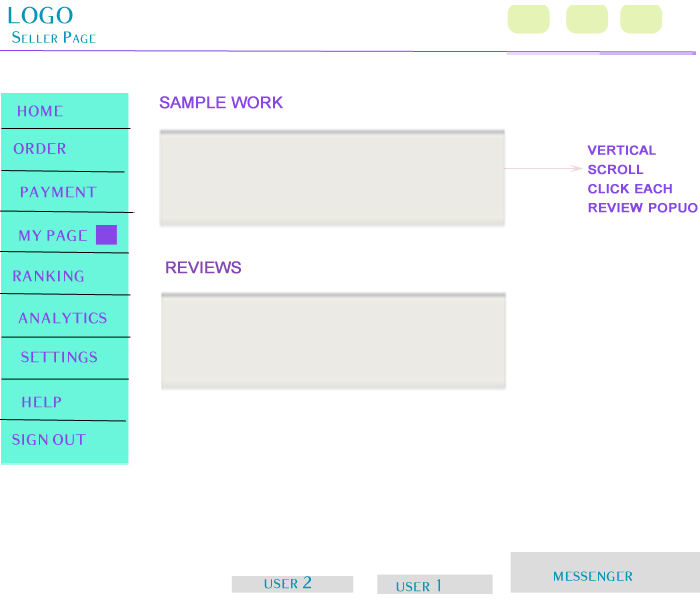 LOGO
SELLER PAGE
HOME
ORDER
PAYMENT
MY PAGE
RANKING
ANALYTICS
SETTINGS
HELP
SIGN OUT
SAMPLE WORK
VERTICAL
SCROLL
CLICK EACH
REVIEW POPUO
REVIEWS
USER 2
USER 1
MESSENGER